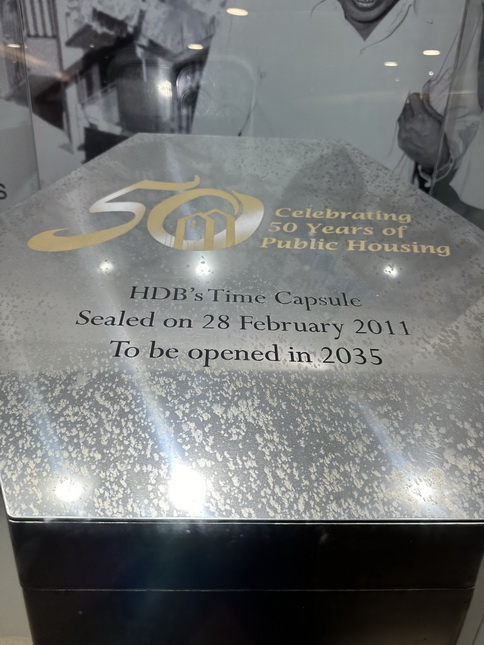 50
Celebrating
50 Years of
Public Housing
HDB's Time Capsule
Sealed on 28 February 2011
To be opened in 2035